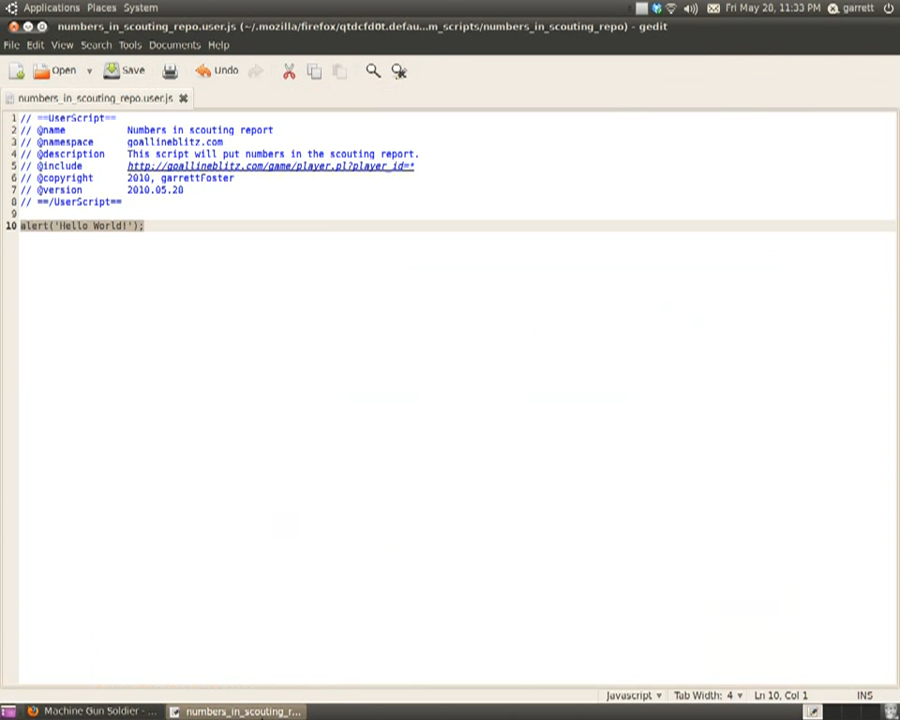 Applications Places System Fri May 28, 11:33 PM garrett
numbers_in_scouting_repo.user.js (~/.mozilla/firefox/qtdcfd0t.defau...m_scripts/numbers_in_scouting_repo) - gedit
File Edit View Search Tools Documents Help
Open Save Undo
numbers_in_scouting_repo.user.js
1 // ==UserScript==
2 // @name Numbers in scouting report
3 // @namespace goallineblitz.com
4 // @description This script will put numbers in the scouting report.
5 // @include http://goallineblitz.com/game/player.pl?player_id=*
6 // @copyright 2010, garrettfoster
7 // @version 2010.05.28
8 // ==/UserScript==
9
10 alert('Hello World!');
Javascript Tab Width: 4 Ln 10, Col 1 INS
Machine Gun Soldier - ... numbers_in_scouting_r...